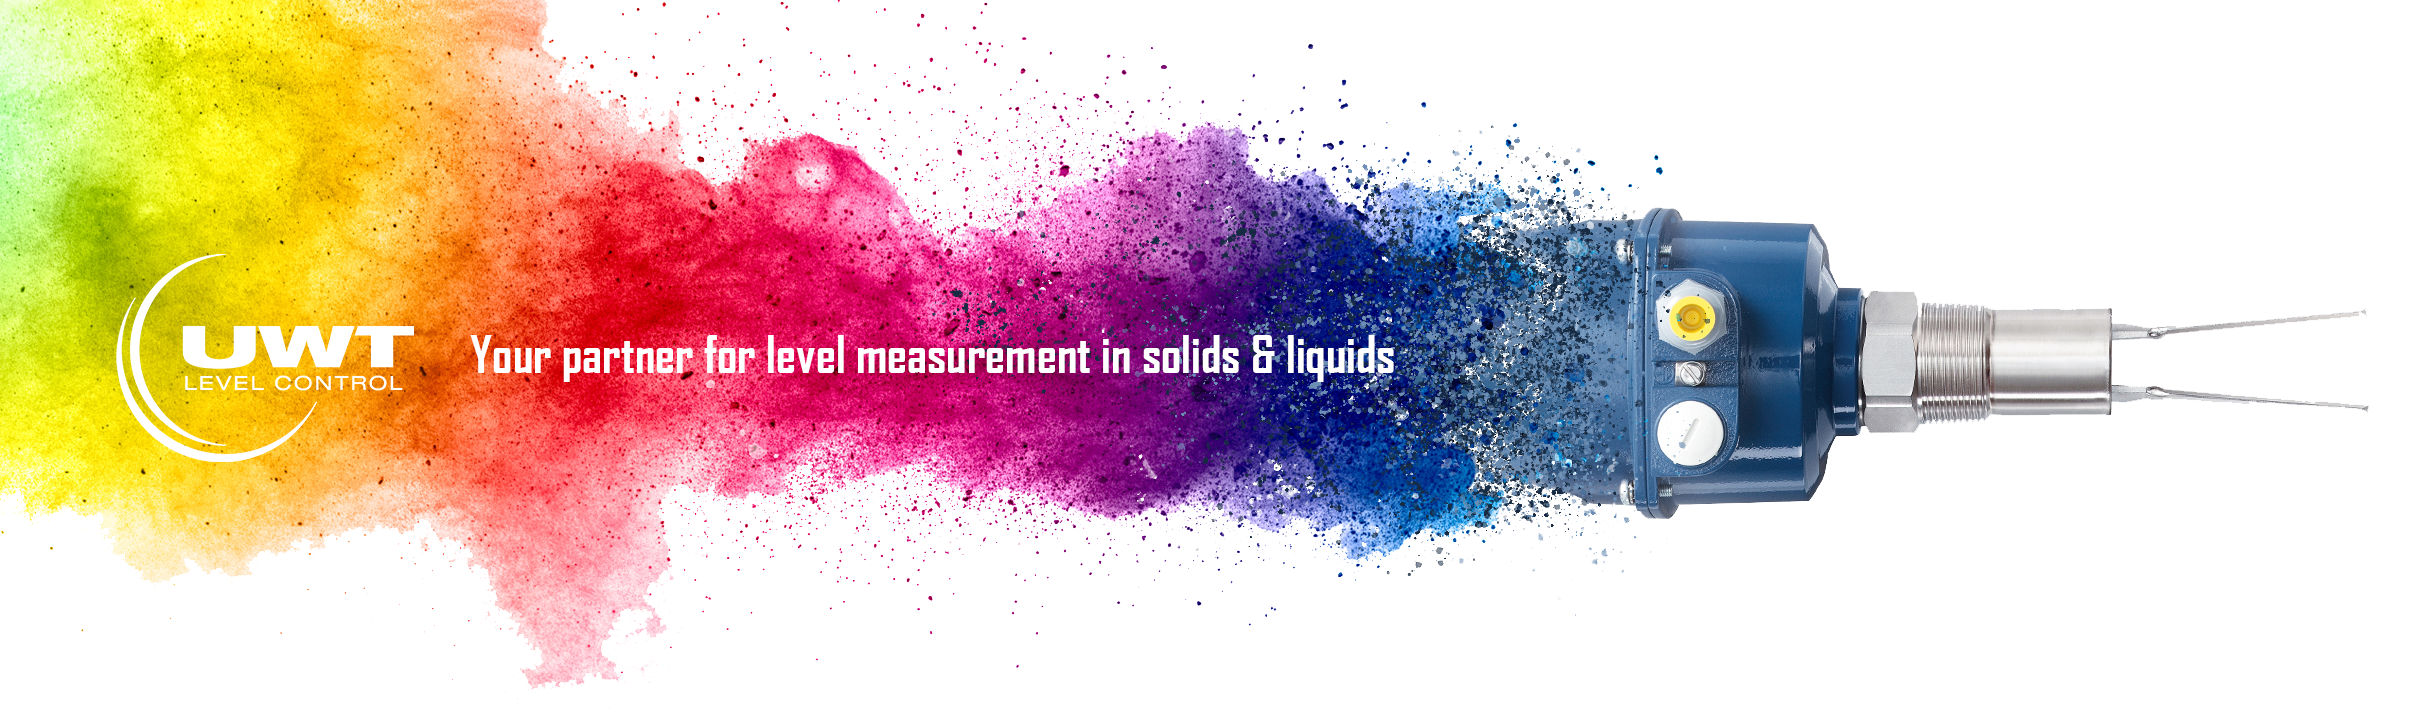 UWT
LEVEL CONTROL
Your partner for level measurement in solids & liquids